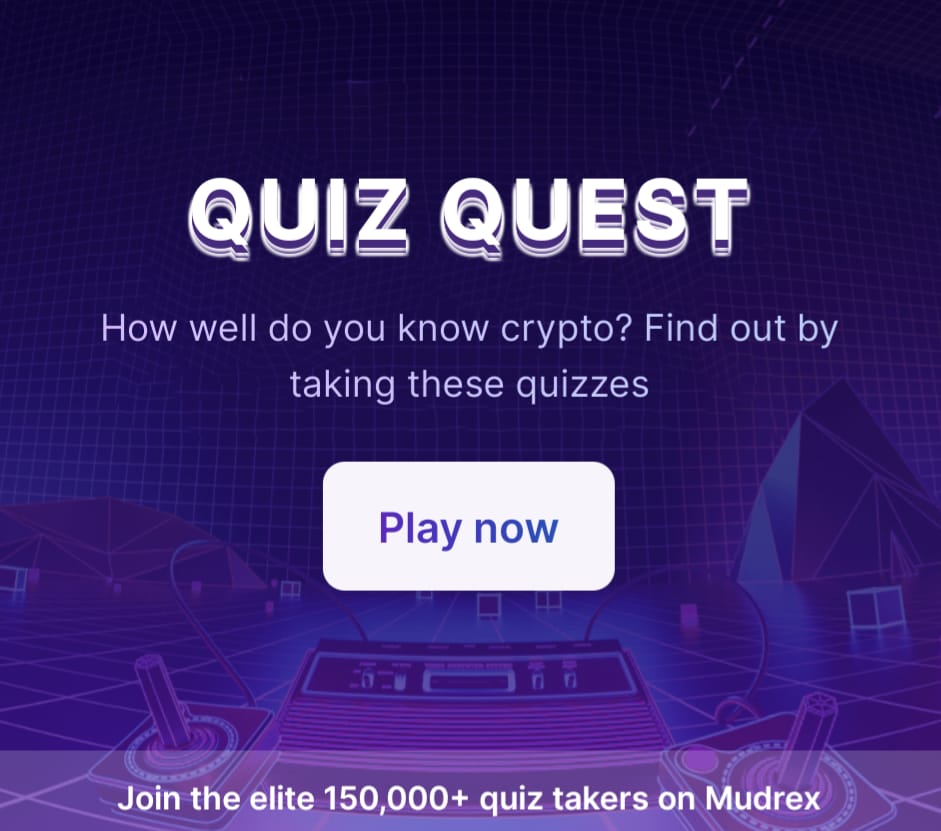 QUIZ QUEST
How well do you know crypto? Find out by
taking these quizzes
Play now
Join the elite 150,000+ quiz takers on Mudrex